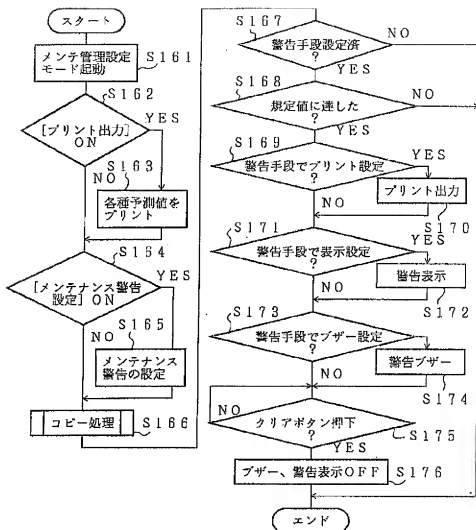 スタート
メンテ管理設定
モード起動
S161
S162
[プリント出力]
ON
YES
NO
S163
各種予測値を
プリント
S164
[メンテナンス警告
設定] ON
YES
NO
S165
メンテナンス
警告の設定
コピー処理
S166
S167
警告手段設定済
?
NO
YES
S168
規定値に達した
?
NO
YES
S169
警告手段でプリント設定
?
YES
NO
プリント出力
S170
S171
警告手段で表示設定
?
YES
NO
警告表示
S172
S173
警告手段でブザー設定
?
YES
NO
警告ブザー
S174
NO
クリアボタン押下
?
S175
YES
ブザー、警告表示OFF
S176
エンド